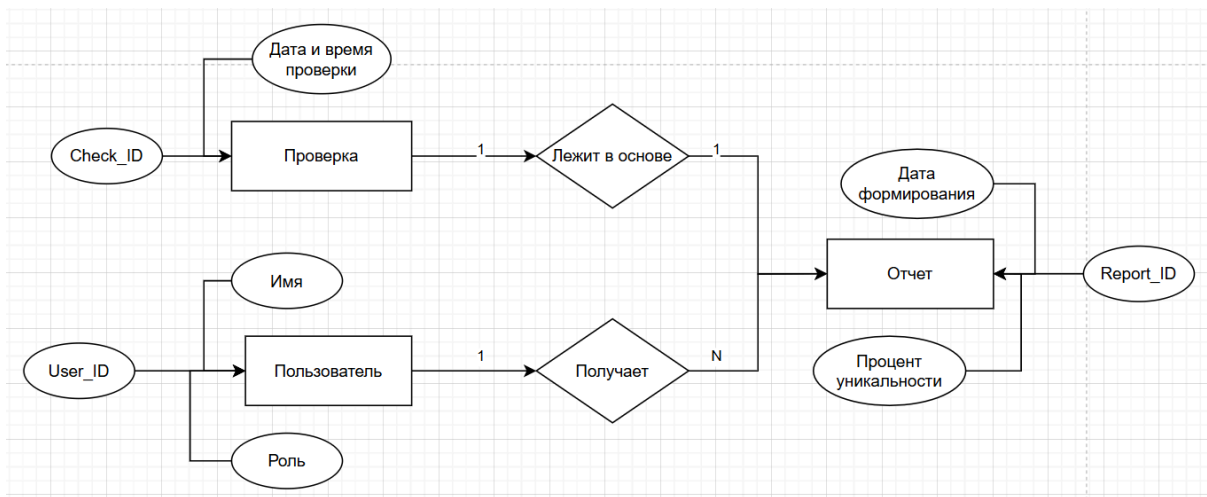 Дата и время
проверки
Check_ID
Проверка
1
Лежит в основе
1
Дата
формирования
Имя
Отчет
Report_ID
User_ID
Пользователь
1
Получает
N
Процент
уникальности
Роль